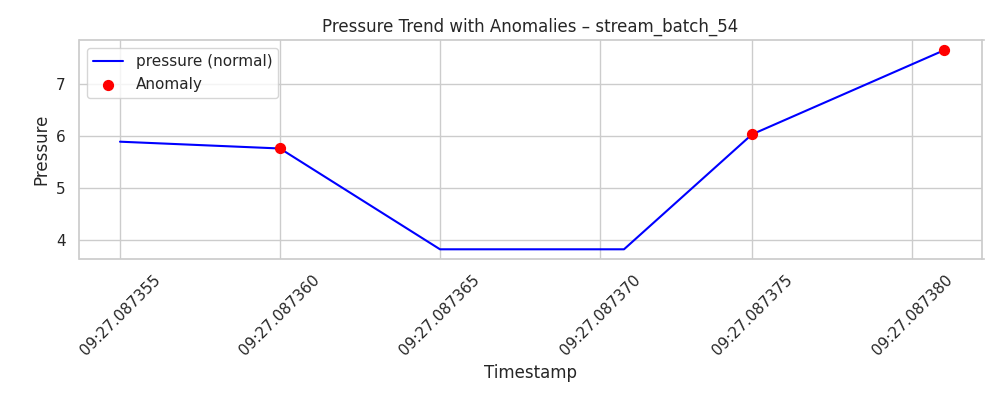 Pressure Trend with Anomalies – stream_batch_54
pressure (normal)
Anomaly
Pressure
7
6
5
4
09:27.087355
09:27.087360
09:27.087365
09:27.087370
09:27.087375
09:27.087380
Timestamp